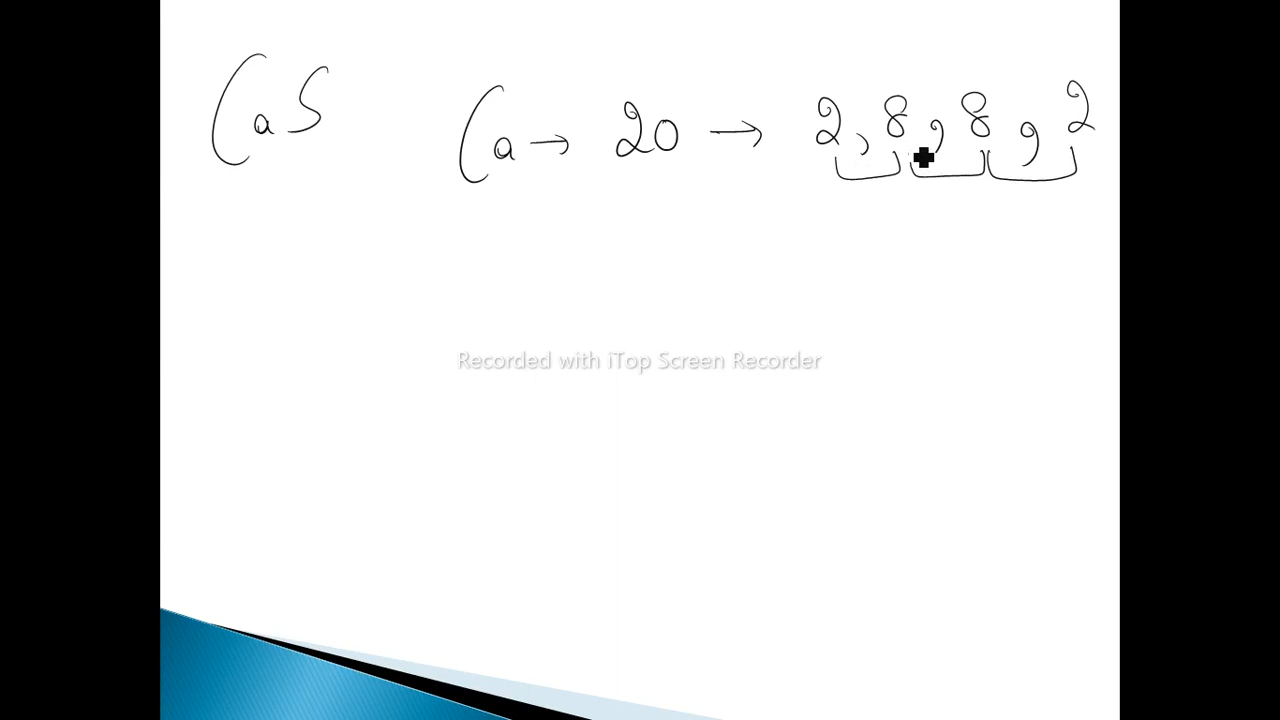 CaS Ca → 20 → 2, 8, 8, 2
Recorded with iTop Screen Recorder